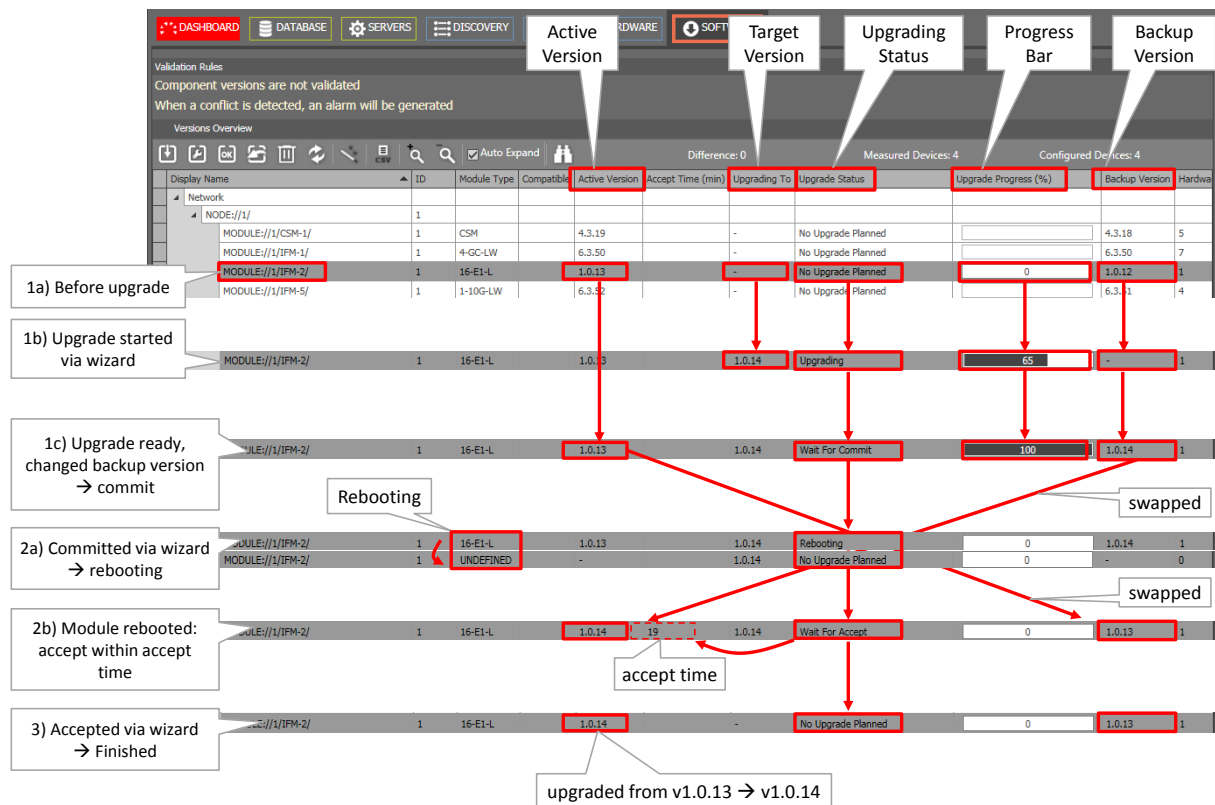 DASHBOARD DATABASE SERVERS DISCOVERY
Active
Version
Target
Version
Upgrading
Status
Progress
Bar
Backup
Version
Validation Rules
Component versions are not validated
When a conflict is detected, an alarm will be generated
Versions Overview
Auto Expand Difference: 0 Measured Devices: 4 Configured Devices: 4
Display Name ID Module Type Compatible Active Version Accept Time (min) Upgrading To Upgrade Status Upgrade Progress (%) Backup Version
Network
NODE://1/ 1
MODULE://1/CSM-1/ 1 CSM 4.3.19 - No Upgrade Planned 4.3.18 5
MODULE://1/IFM-1/ 1 4-GC-LW 6.3.50 - No Upgrade Planned 6.3.50 7
1a) Before upgrade
MODULE://1/IFM-2/ 1 16-E1-L 1.0.13 - No Upgrade Planned 0 1.0.12 1
MODULE://1/IFM-5/ 1 1-10G-LW - No Upgrade Planned 4
1b) Upgrade started
via wizard
MODULE://1/IFM-2/ 1 16-E1-L 1.0.13 1.0.14 Upgrading 65 - 1
1c) Upgrade ready,
changed backup version
→ commit
1 16-E1-L 1.0.13 1.0.14 Wait For Commit 100 1.0.14 1
swapped
Rebooting
2a) Committed via wizard
→ rebooting
1 16-E1-L 1.0.13 1.0.14 Rebooting 0 1.0.14 1
MODULE://1/IFM-2/ 1 UNDEFINED - 1.0.14 No Upgrade Planned 0 - 0
swapped
2b) Module rebooted:
accept within accept
time
1 16-E1-L 1.0.14 19 1.0.14 Wait For Accept 0 1.0.13 1
accept time
3) Accepted via wizard
→ Finished
1 16-E1-L 1.0.14 - No Upgrade Planned 0 1.0.13 1
upgraded from v1.0.13 → v1.0.14